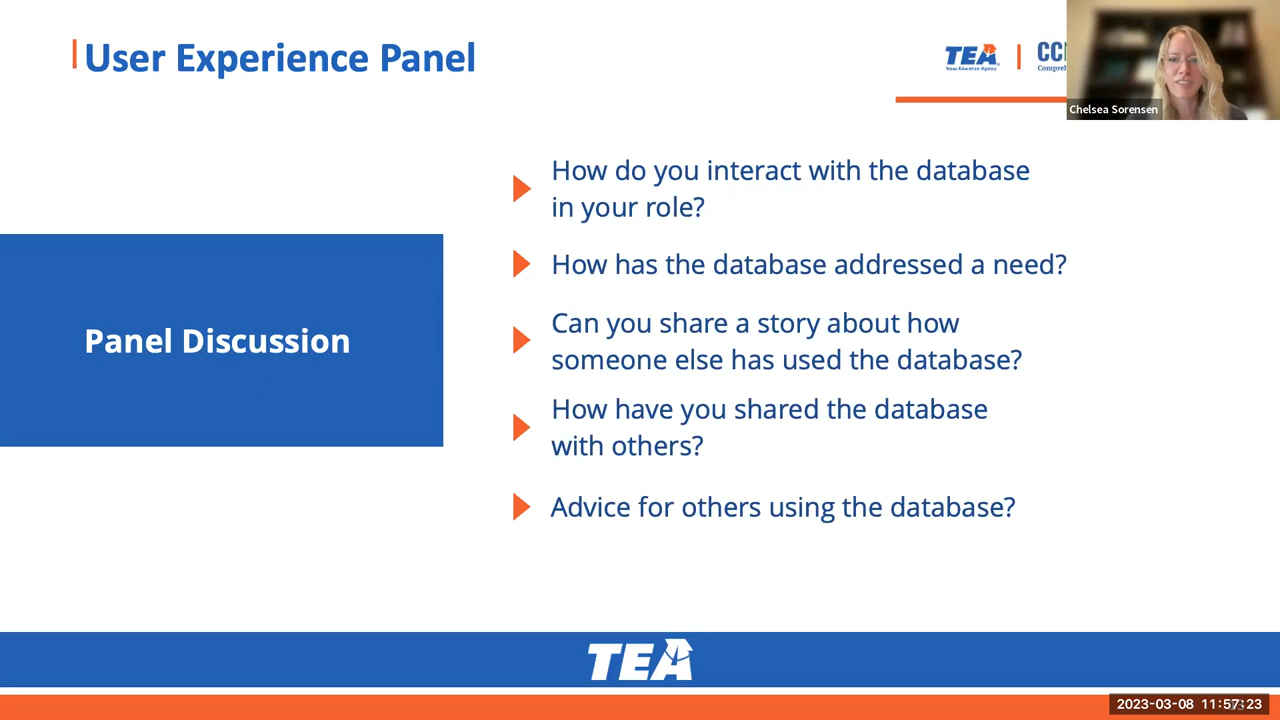 User Experience Panel
TEA
Texas Education Agency
Chelsea Sorensen
How do you interact with the database
in your role?
How has the database addressed a need?
Panel Discussion
Can you share a story about how
someone else has used the database?
How have you shared the database
with others?
Advice for others using the database?
TEA
2023-03-08 11:57:23